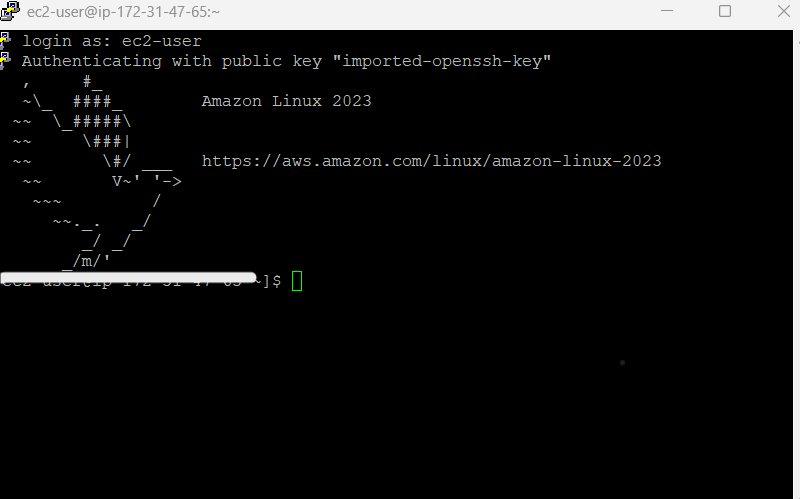 ec2-user@ip-172-31-47-65:~
login as: ec2-user
Authenticating with public key "imported-openssh-key"
   ,     #_
   ~\_  ####_        Amazon Linux 2023
  ~~  \_#####\
  ~~     \###|
  ~~       \#/ ___   https://aws.amazon.com/linux/amazon-linux-2023
   ~~       V~' '->
    ~~~         /
      ~~._.   _/
         _/ _/
       _/m/'
~]$